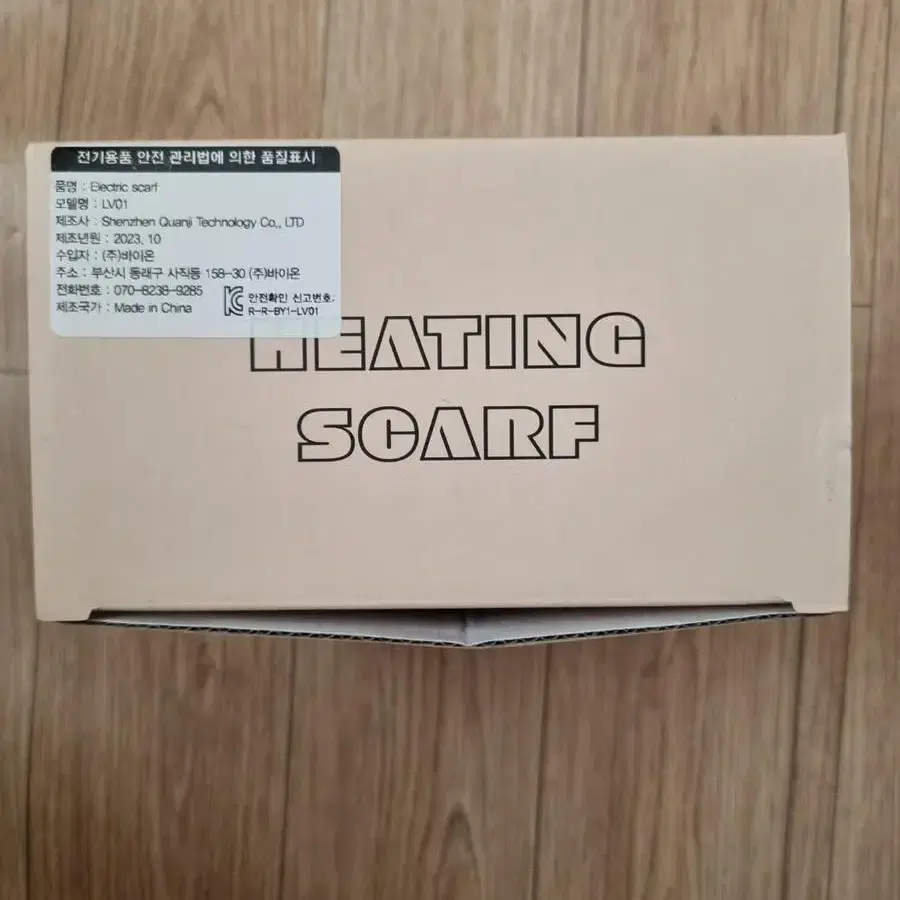 전기용품 안전 관리법에 의한 품질표시
품명 : Electric scarf
모델명 : LV01
제조사 : Shenzhen Quanji Technology Co,. LTD
제조년원 : 2023. 10
수입자 : (주)바이온
주소 : 부산시 동래구 사직동 158-30 (주)바이온
전화번호 : 070-8238-9285
제조국가 : Made in China
안전확인 신고번호:
R-R-BY1-LV01
HEATING
SCARF